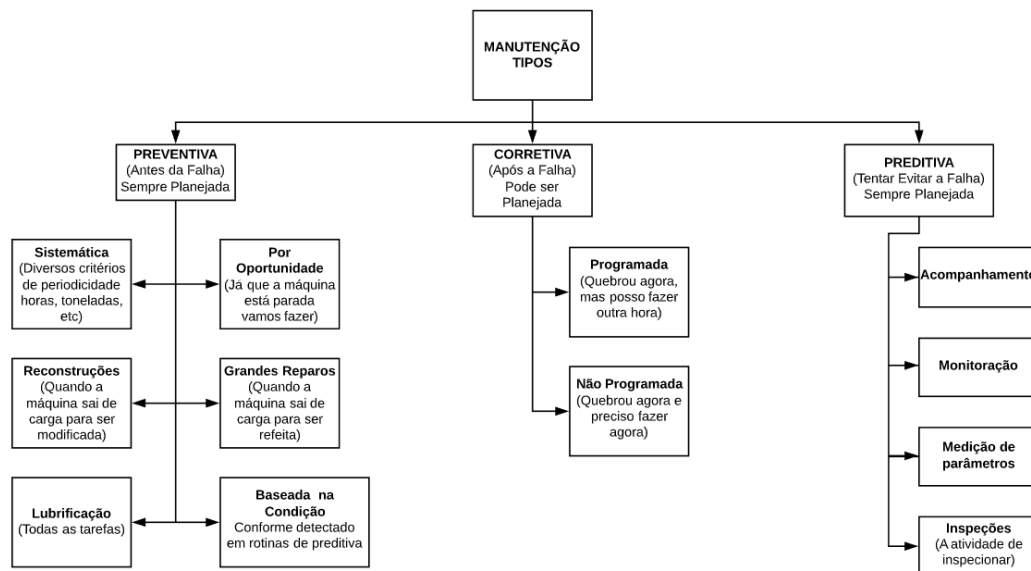 MANUTENÇÃO
TIPOS
PREVENTIVA
(Antes da Falha)
Sempre Planejada
CORRETIVA
(Após a Falha)
Pode ser
Planejada
PREDITIVA
(Tentar Evitar a Falha)
Sempre Planejada
Sistemática
(Diversos critérios
de periodicidade
horas, toneladas,
etc)
Por
Oportunidade
(Já que a máquina
está parada
vamos fazer)
Programada
(Quebrou agora,
mas posso fazer
outra hora)
Acompanhamento
Reconstruções
(Quando a
máquina sai de
carga para ser
modificada)
Grandes Reparos
(Quando a
máquina sai de
carga para ser
refeita)
Não Programada
(Quebrou agora e
preciso fazer
agora)
Monitoração
Medição de
parâmetros
Lubrificação
(Todas as tarefas)
Baseada na
Condição
Conforme detectado
em rotinas de preditiva
Inspeções
(A atividade de
inspecionar)